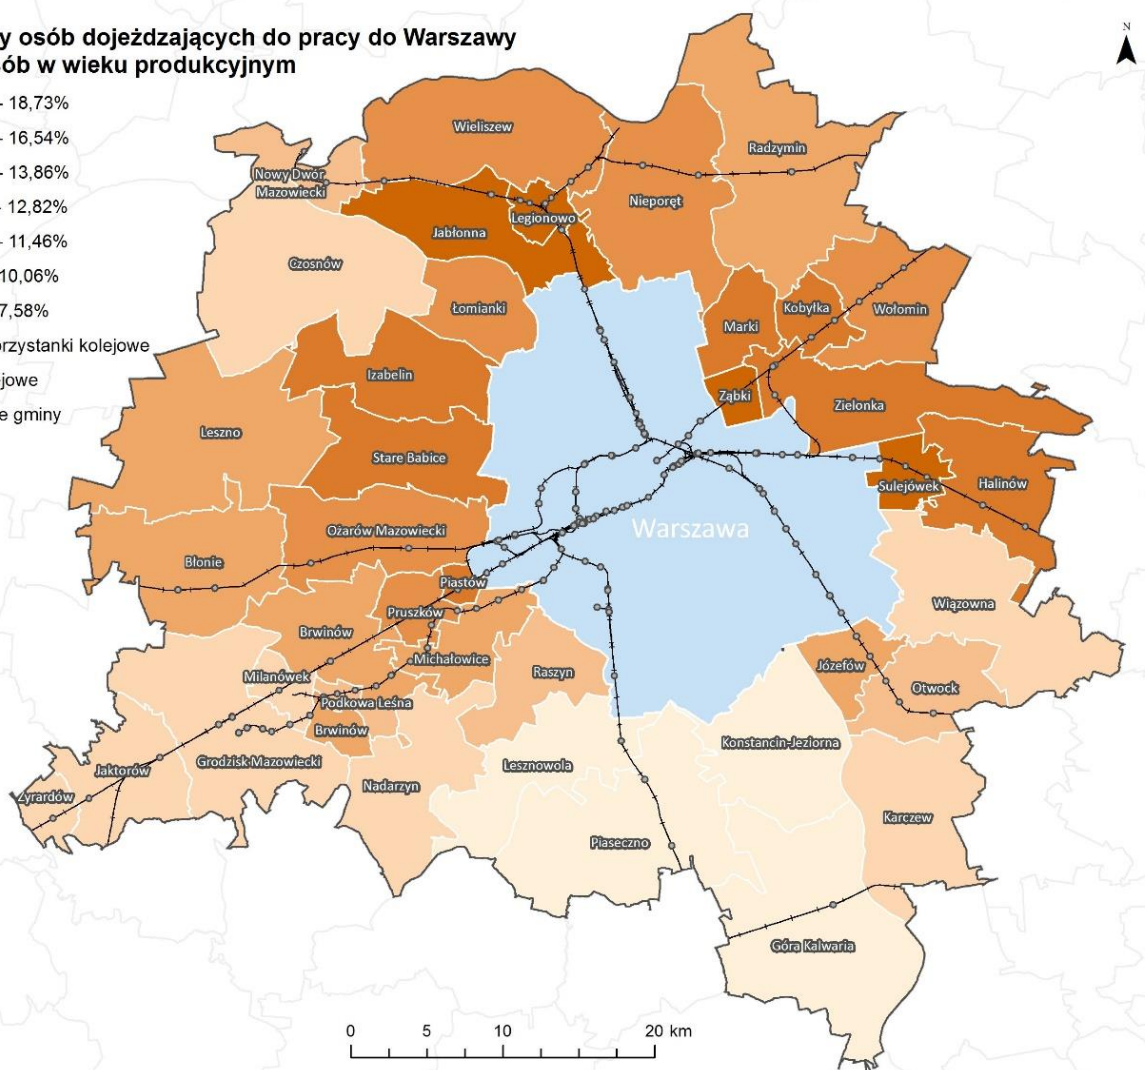 y osób dojeżdzających do pracy do Warszawy
ób w wieku produkcyjnym
- 18,73%
- 16,54%
- 13,86%
- 12,82%
- 11,46%
10,06%
7,58%
rzystanki kolejowe
jowe
e gminy
N
Wieliszew
Radzymin
Nowy Dwór
Mazowiecki
Nieporęt
Legionowo
Jabłonna
Czosnów
Łomianki
Marki
Kobyłka
Wołomin
Izabelin
Ząbki
Zielonka
Leszno
Stare Babice
Sulejówek
Halinów
Warszawa
Ożarów Mazowiecki
Błonie
Piastów
Pruszków
Wiązowna
Brwinów
Michałowice
Józefów
Raszyn
Milanówek
Otwock
Podkowa Leśna
Brwinów
Konstancin-Jeziorna
Grodzisk Mazowiecki
Lesznowola
Jaktorów
Nadarzyn
Żyrardów
Karczew
Piaseczno
Góra Kalwaria
0 5 10 20 km